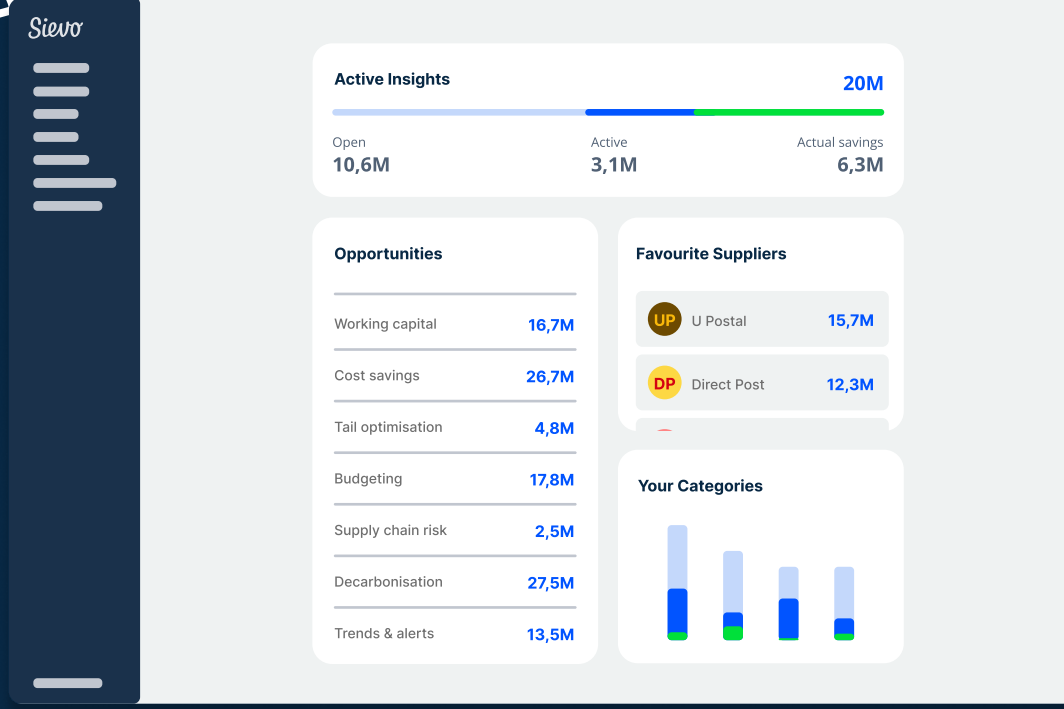 Sievo
Active Insights
20M
Open
Active
Actual savings
10,6M
3,1M
6,3M
Opportunities
Working capital 16,7M
Cost savings 26,7M
Tail optimisation 4,8M
Budgeting 17,8M
Supply chain risk 2,5M
Decarbonisation 27,5M
Trends & alerts 13,5M
Favourite Suppliers
UP U Postal 15,7M
DP Direct Post 12,3M
Your Categories